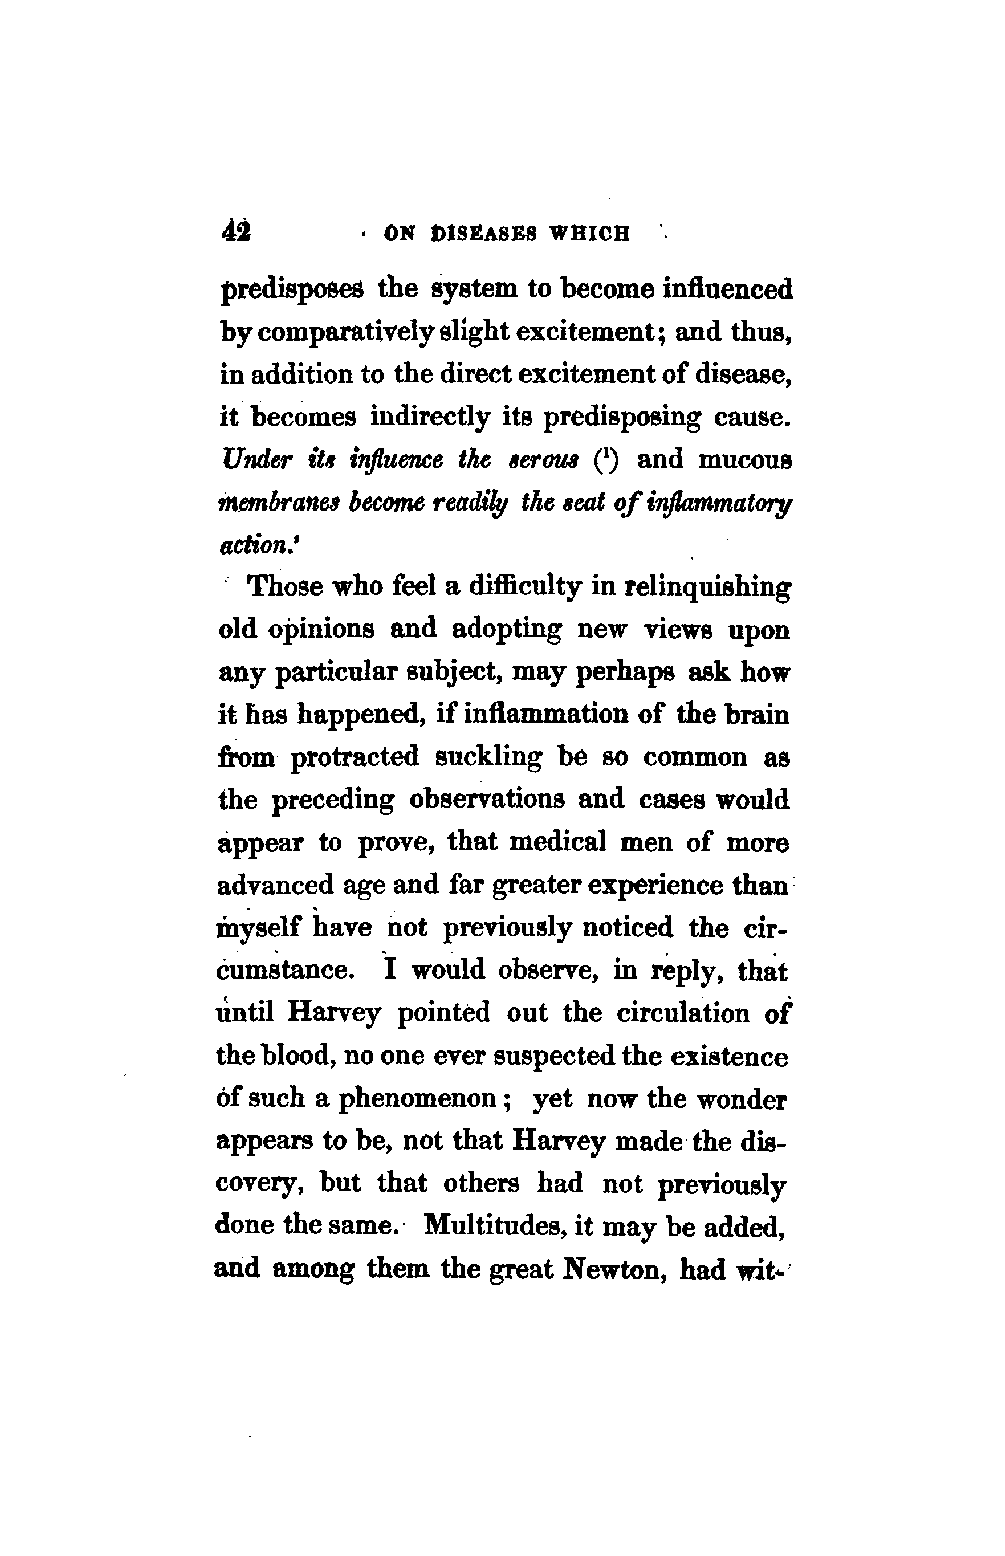 42 ON DISEASES WHICH
predisposes the system to become influenced
by comparatively slight excitement; and thus,
in addition to the direct excitement of disease,
it becomes indirectly its predisposing cause.
Under its influence the serous (¹) and mucous
membranes become readily the seat of inflammatory
action.'
Those who feel a difficulty in relinquishing
old opinions and adopting new views upon
any particular subject, may perhaps ask how
it has happened, if inflammation of the brain
from protracted suckling be so common as
the preceding observations and cases would
appear to prove, that medical men of more
advanced age and far greater experience than
myself have not previously noticed the cir-
cumstance. I would observe, in reply, that
until Harvey pointed out the circulation of
the blood, no one ever suspected the existence
of such a phenomenon; yet now the wonder
appears to be, not that Harvey made the dis-
covery, but that others had not previously
done the same. Multitudes, it may be added,
and among them the great Newton, had wit-